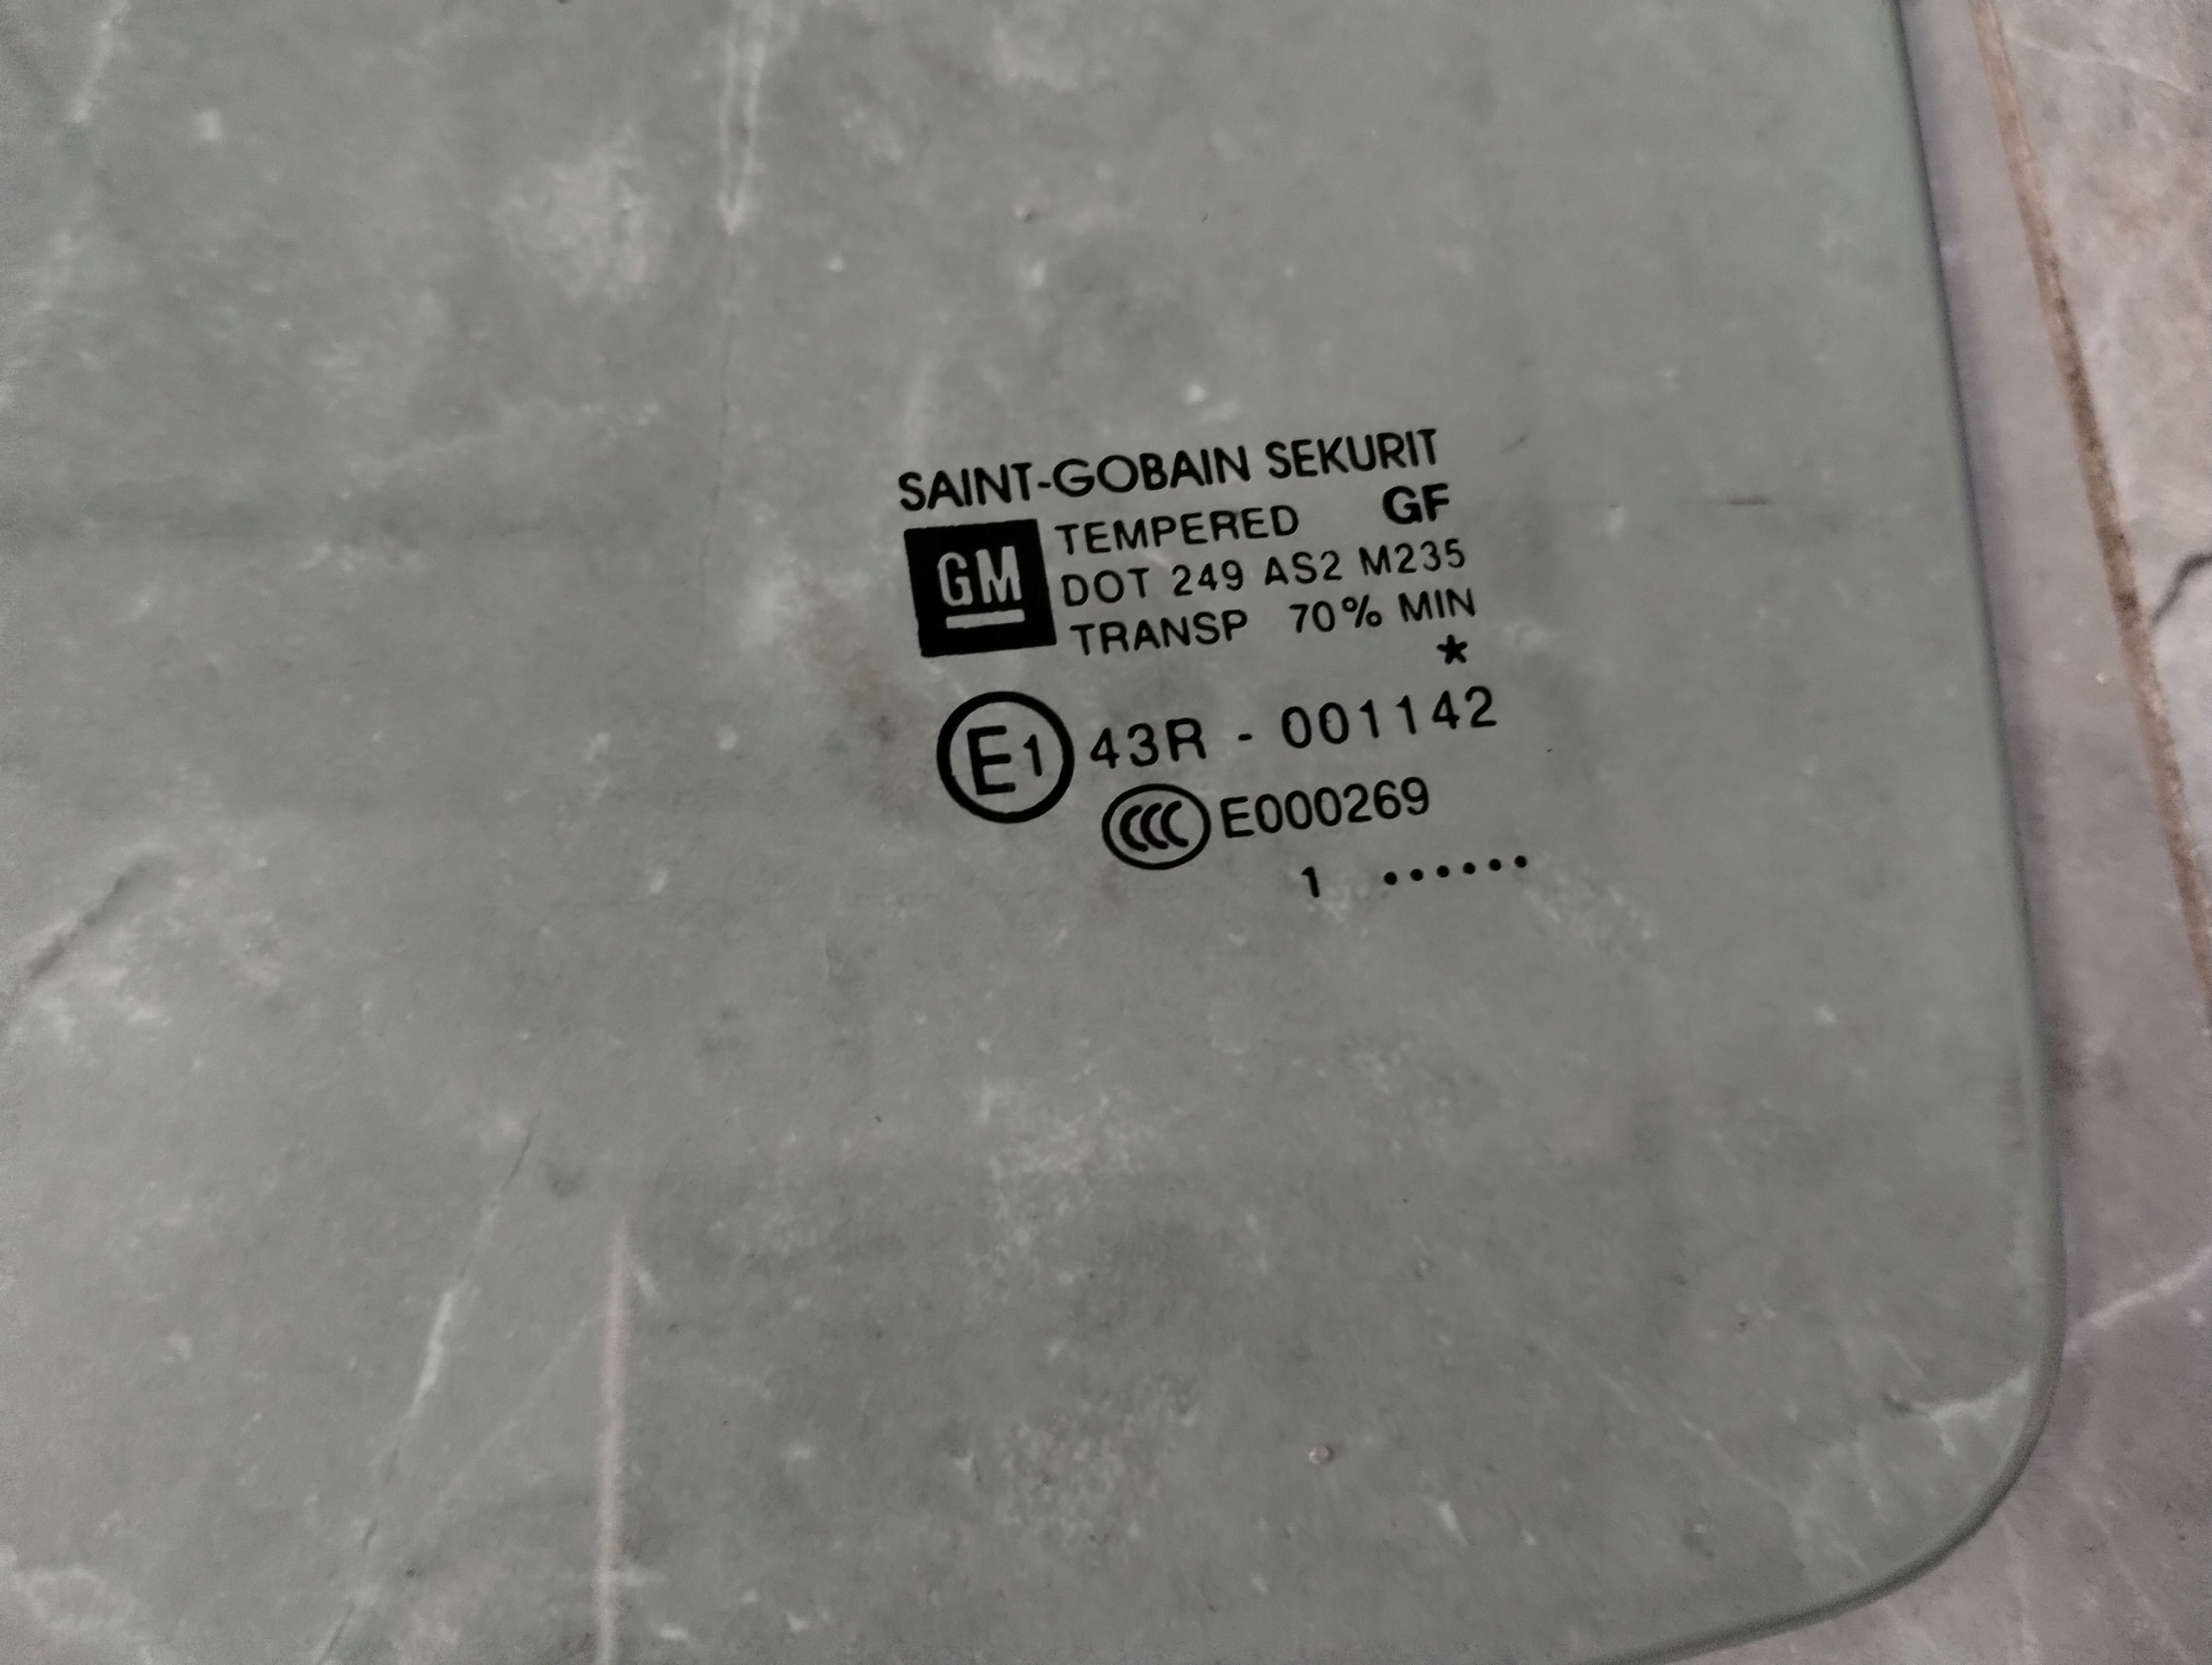 SAINT-GOBAIN SEKURIT
GM TEMPERED GF
DOT 249 AS2 M235
TRANSP 70% MIN
*
E1 43R - 001142
CCC E000269
1 ••••••